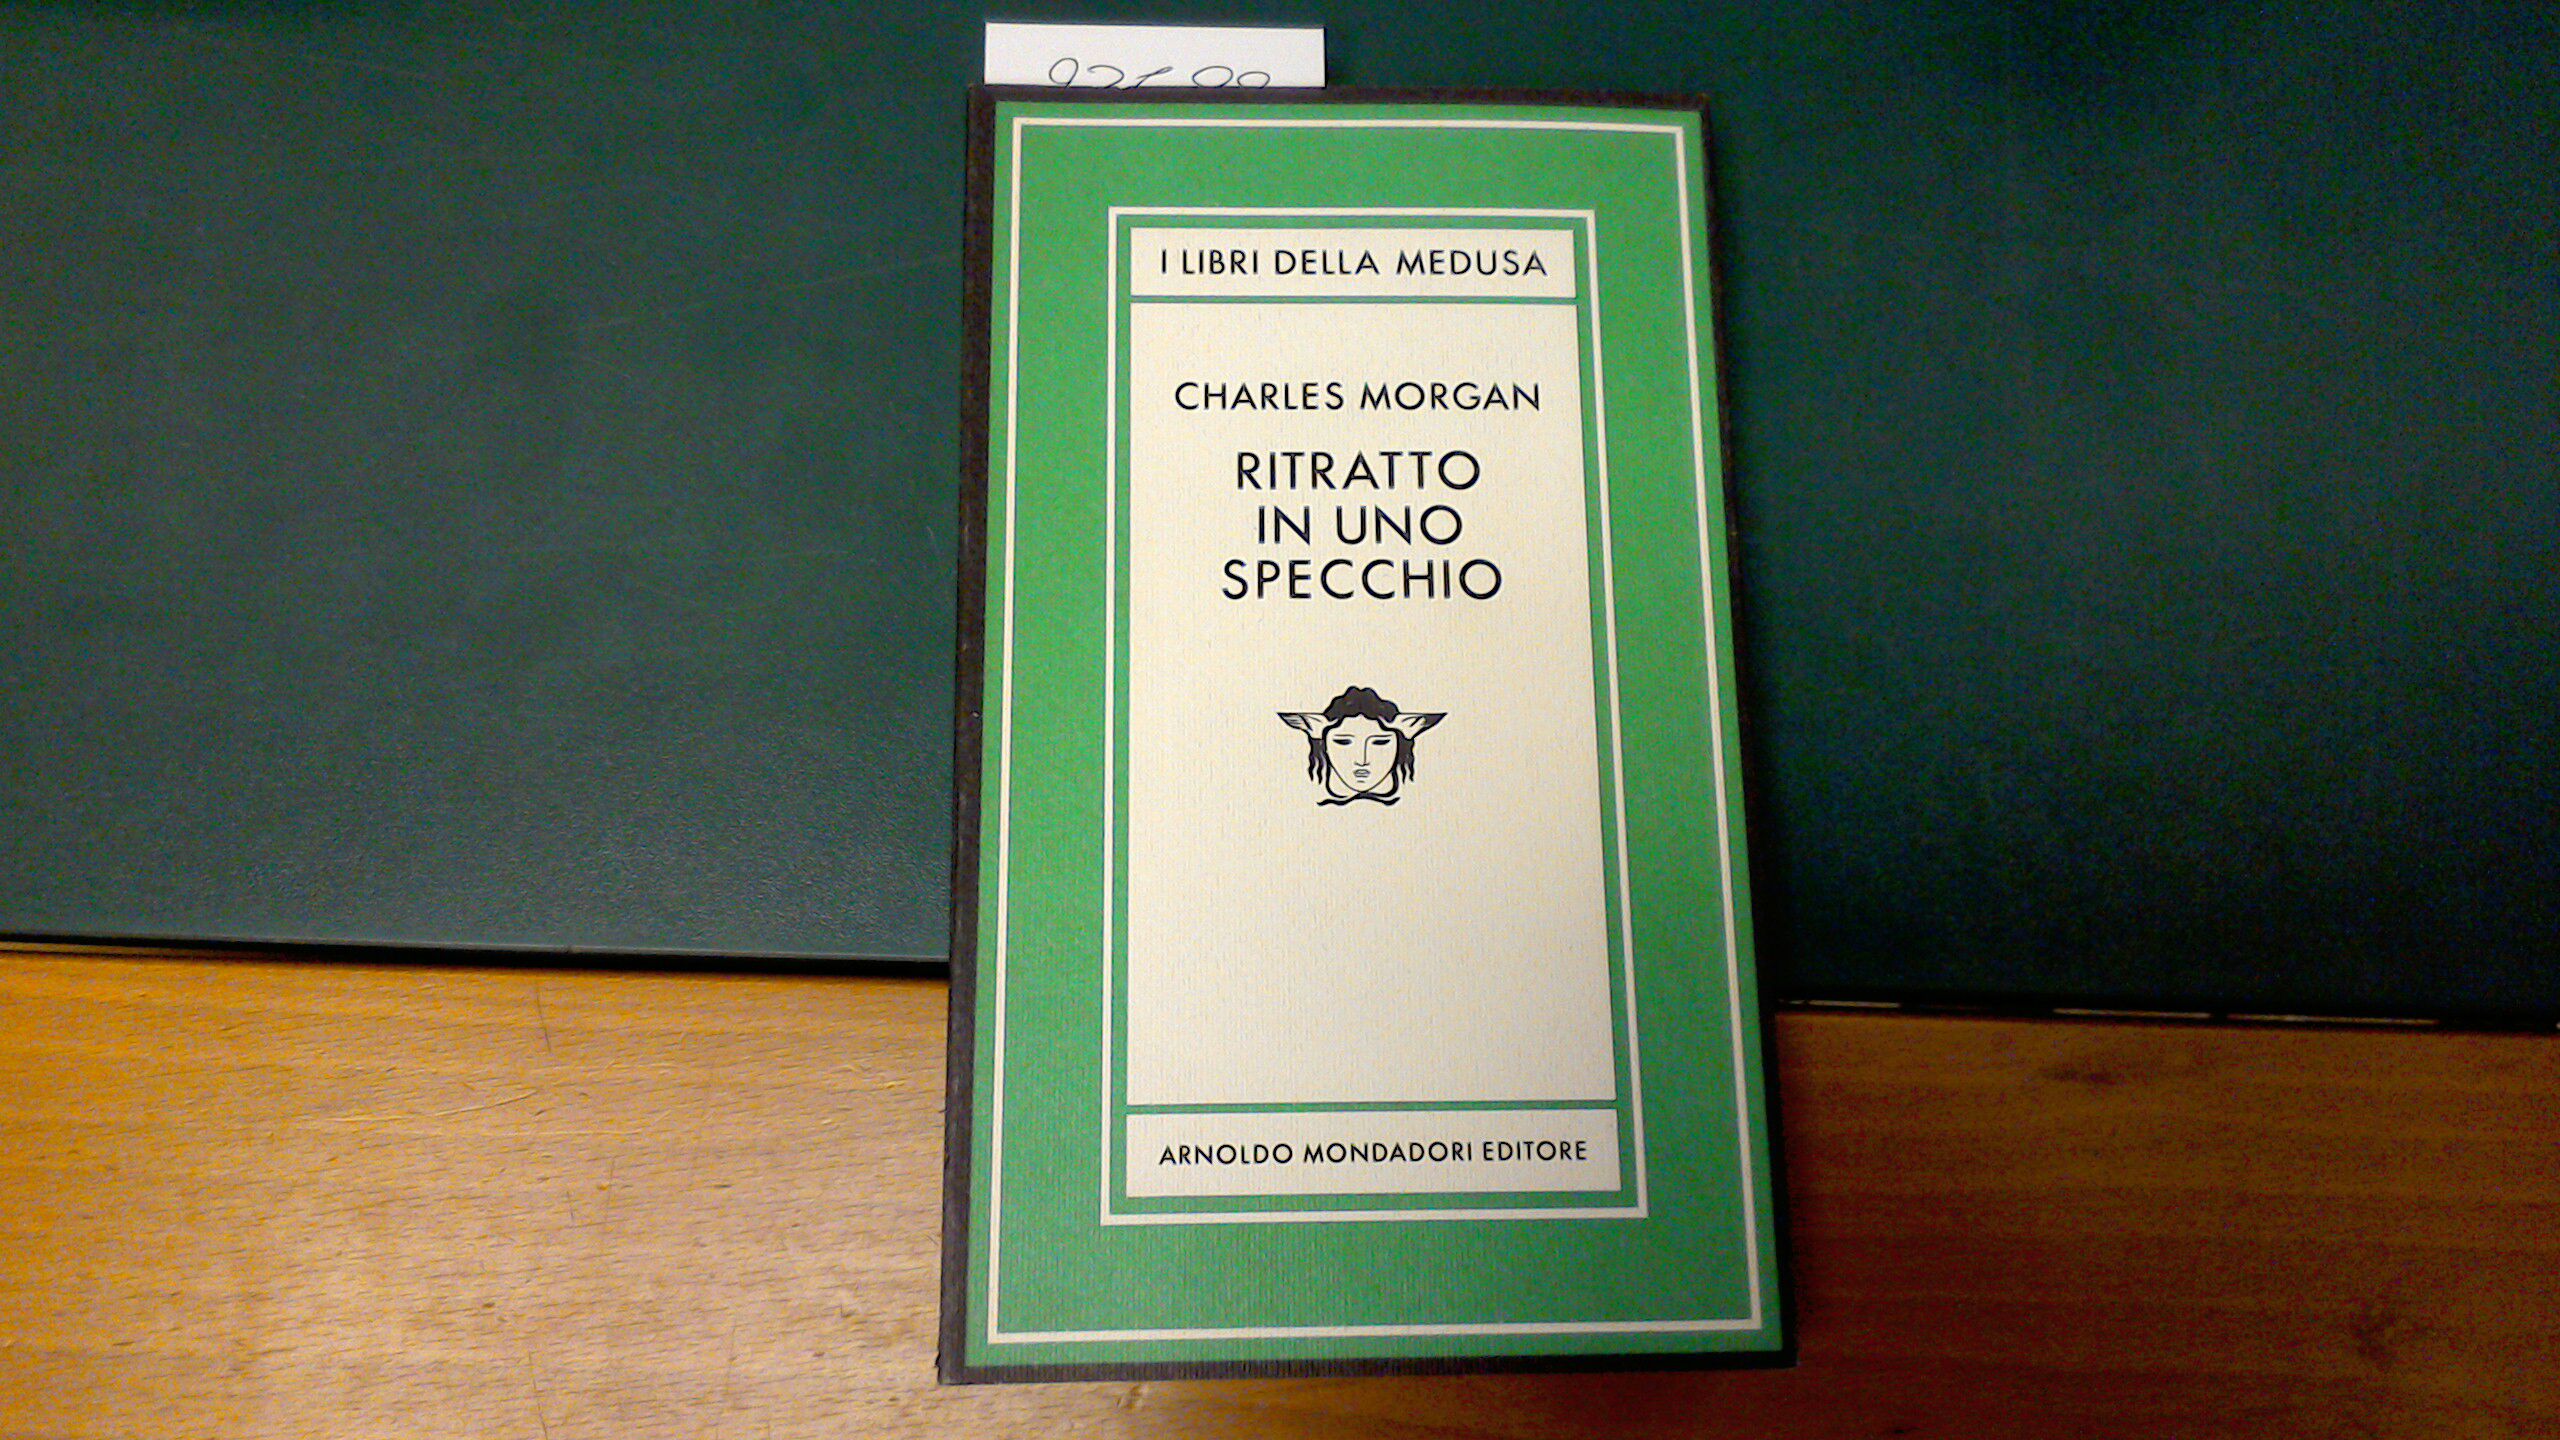 I LIBRI DELLA MEDUSA
CHARLES MORGAN
RITRATTO
IN UNO
SPECCHIO
ARNOLDO MONDADORI EDITORE